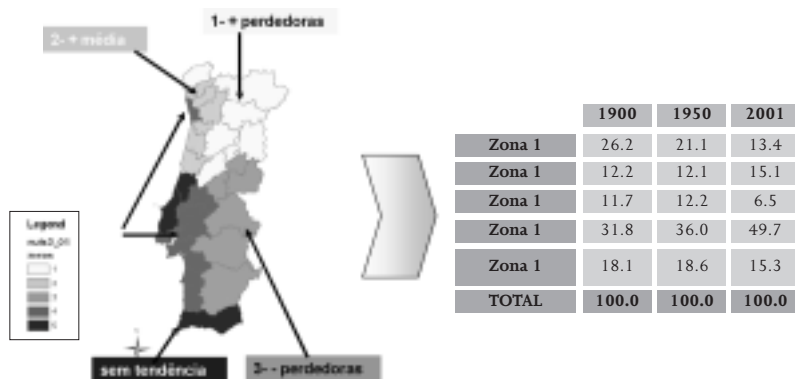 1- + perdedoras
2- + média
Legend
nuts3_01
1
2
3
4
5
sem tendência
3- - perdedoras
1900 1950 2001
Zona 1 26.2 21.1 13.4
Zona 1 12.2 12.1 15.1
Zona 1 11.7 12.2 6.5
Zona 1 31.8 36.0 49.7
Zona 1 18.1 18.6 15.3
TOTAL 100.0 100.0 100.0